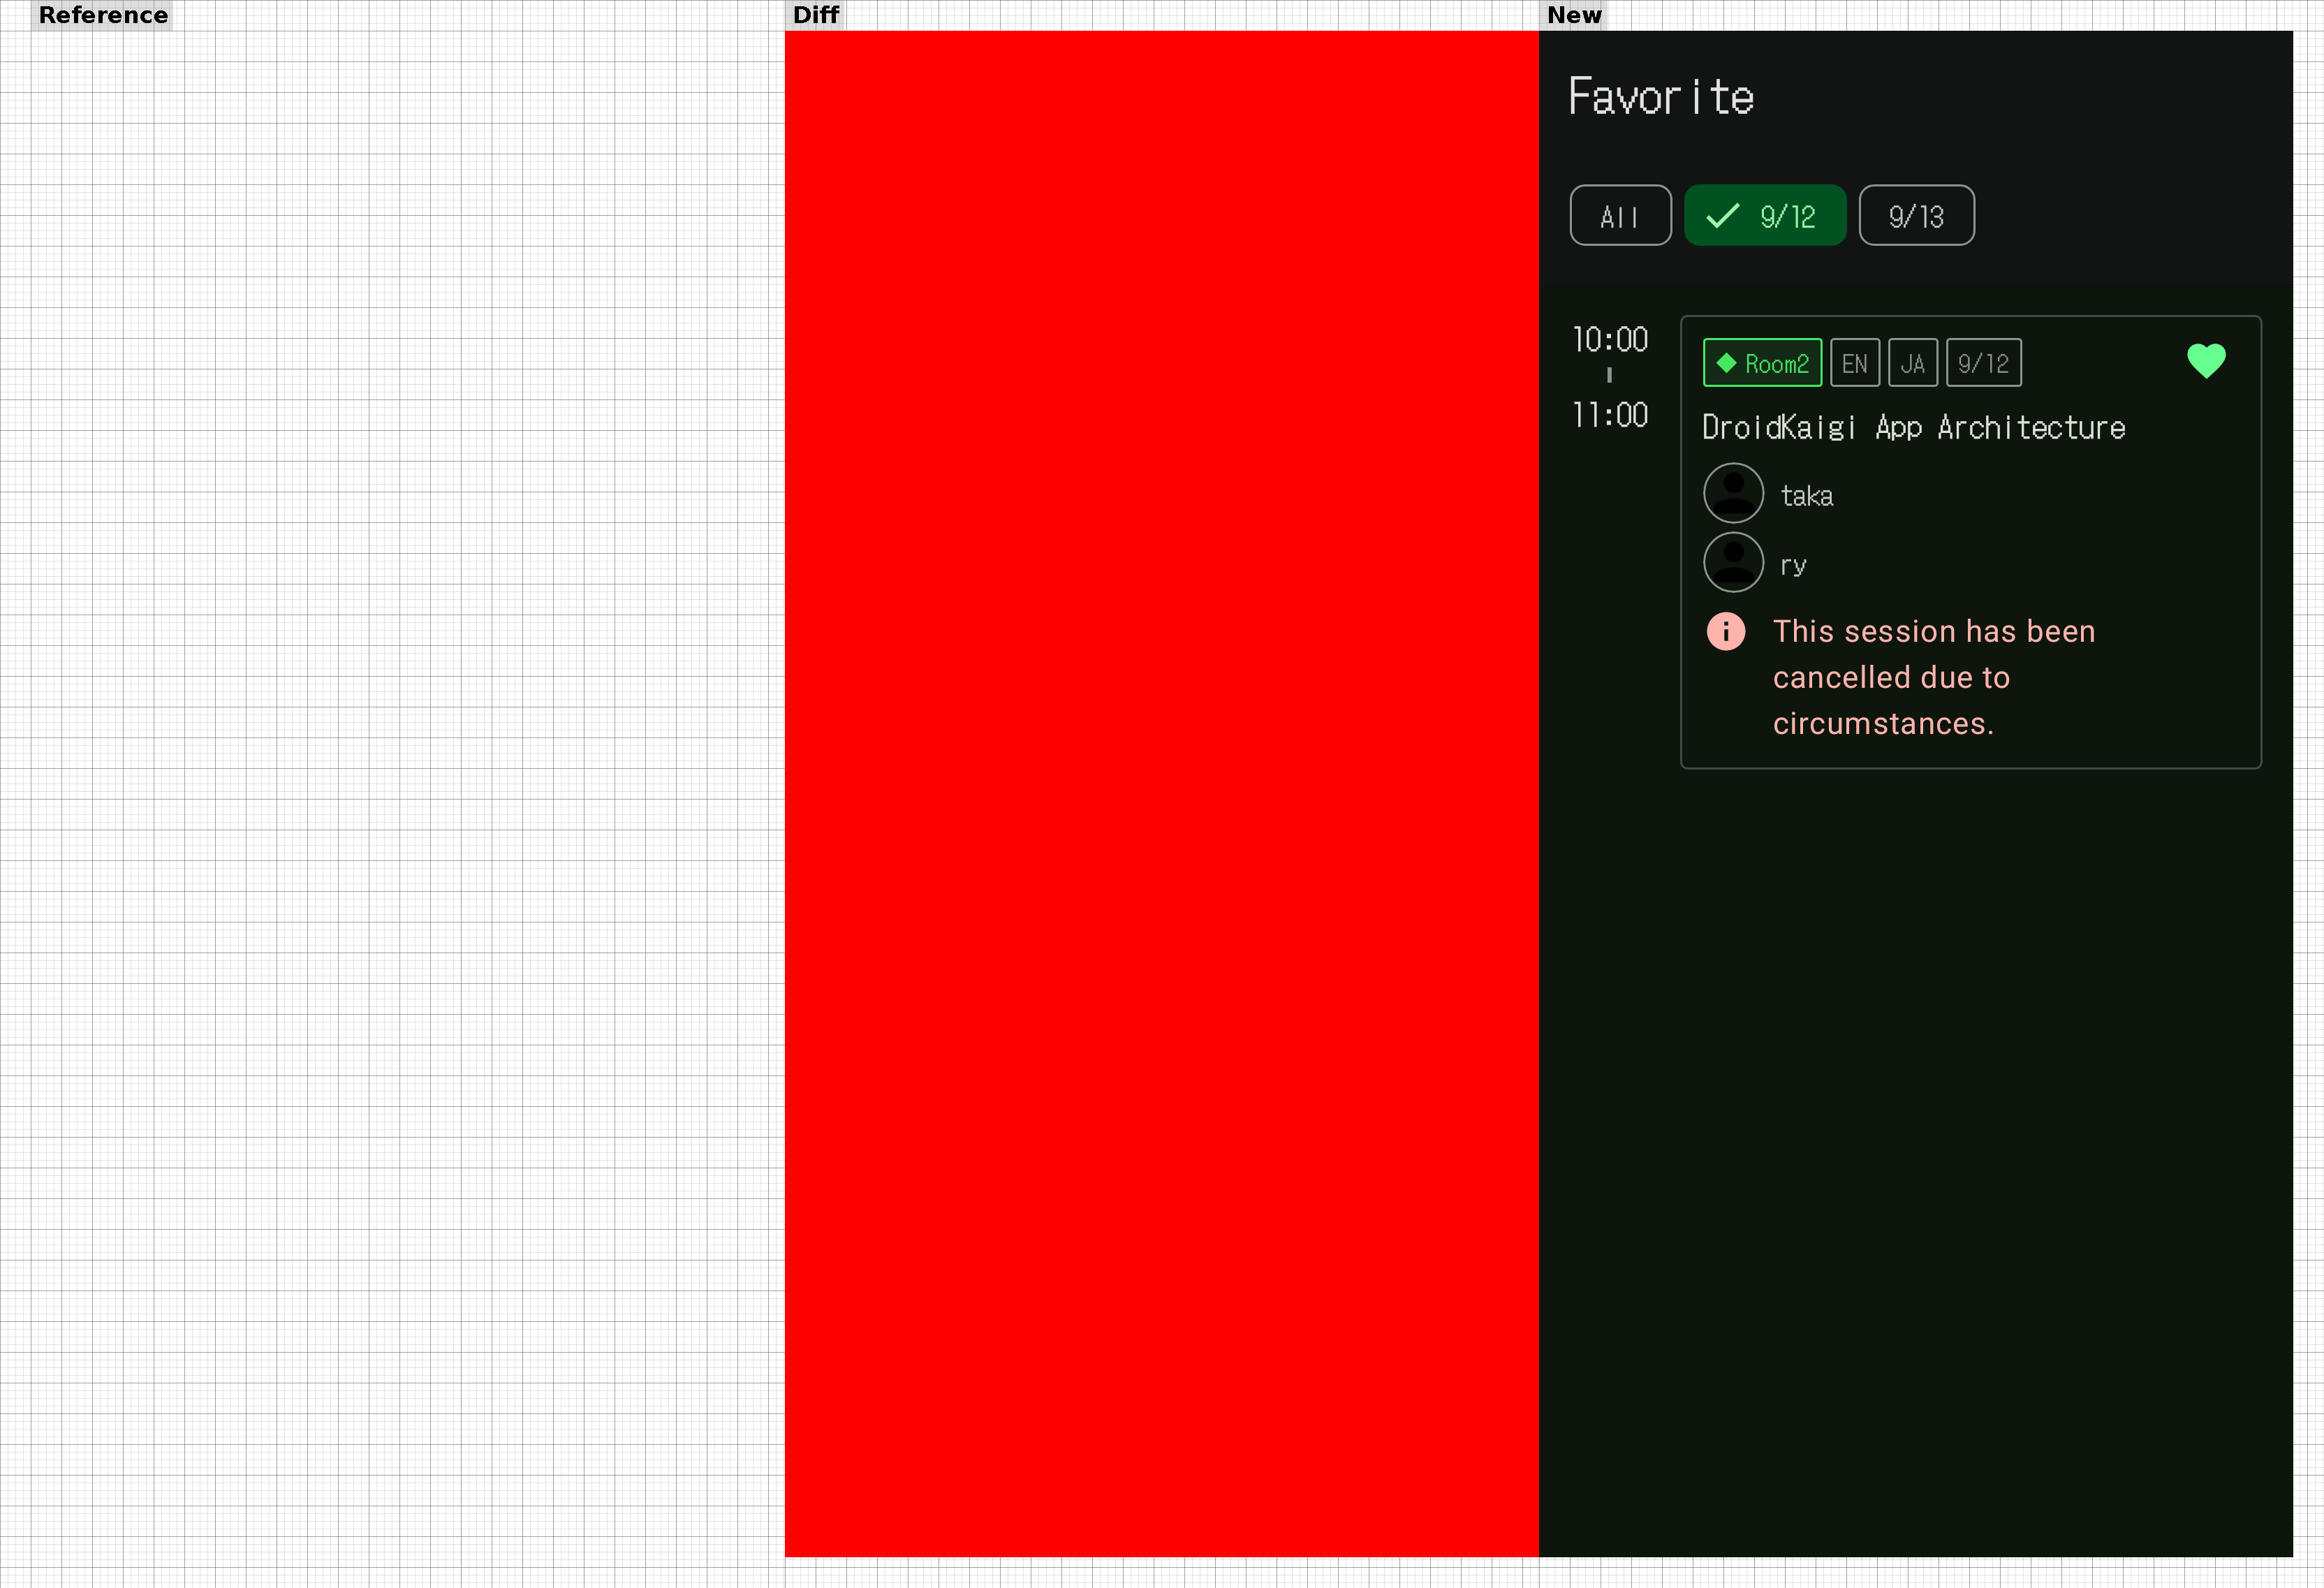 Reference Diff New
Favorite
All 9/12 9/13
10:00
11:00
Room2 EN JA 9/12
DroidKaigi App Architecture
taka
ry
This session has been
cancelled due to
circumstances.